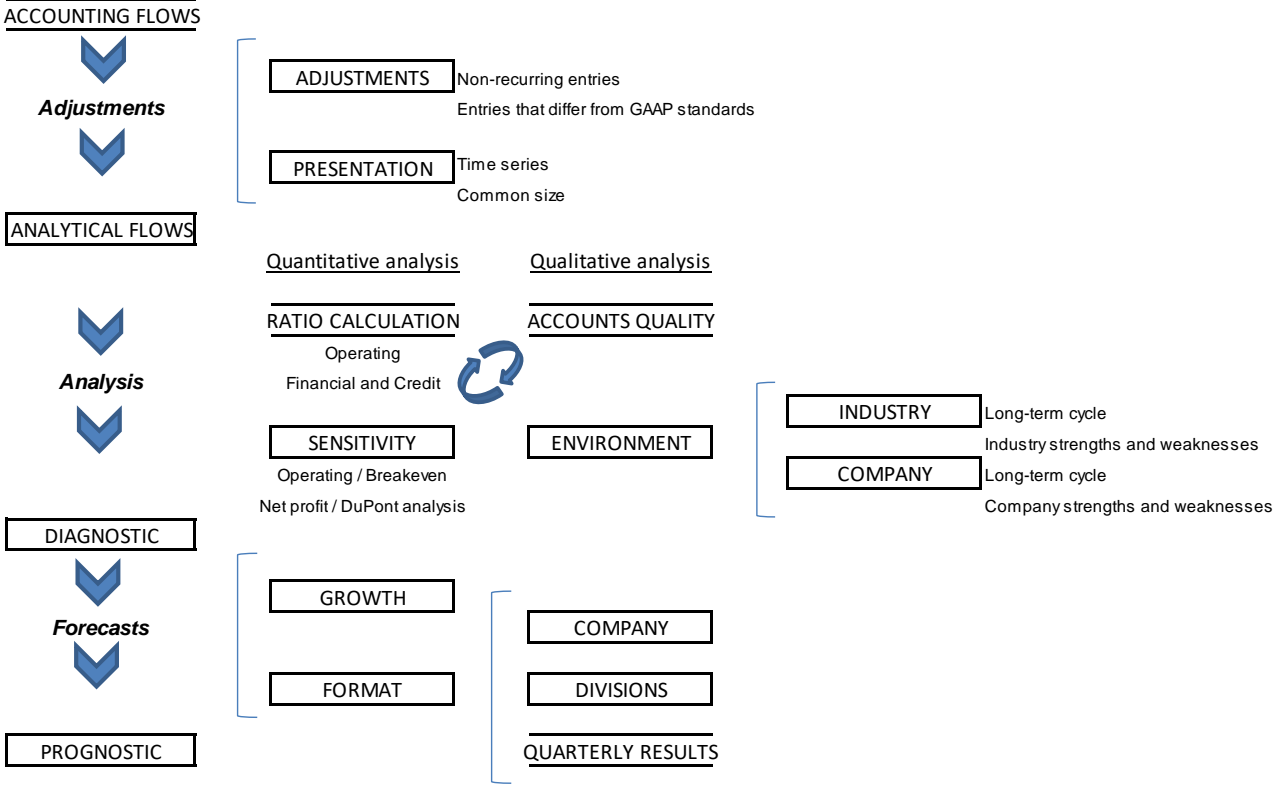 ACCOUNTING FLOWS
Adjustments
ADJUSTMENTS
Non-recurring entries
Entries that differ from GAAP standards
PRESENTATION
Time series
Common size
ANALYTICAL FLOWS
Quantitative analysis
Qualitative analysis
RATIO CALCULATION
Operating
Financial and Credit
ACCOUNTS QUALITY
Analysis
SENSITIVITY
Operating / Breakeven
Net profit / DuPont analysis
ENVIRONMENT
INDUSTRY
Long-term cycle
Industry strengths and weaknesses
COMPANY
Long-term cycle
Company strengths and weaknesses
DIAGNOSTIC
Forecasts
GROWTH
FORMAT
COMPANY
DIVISIONS
QUARTERLY RESULTS
PROGNOSTIC